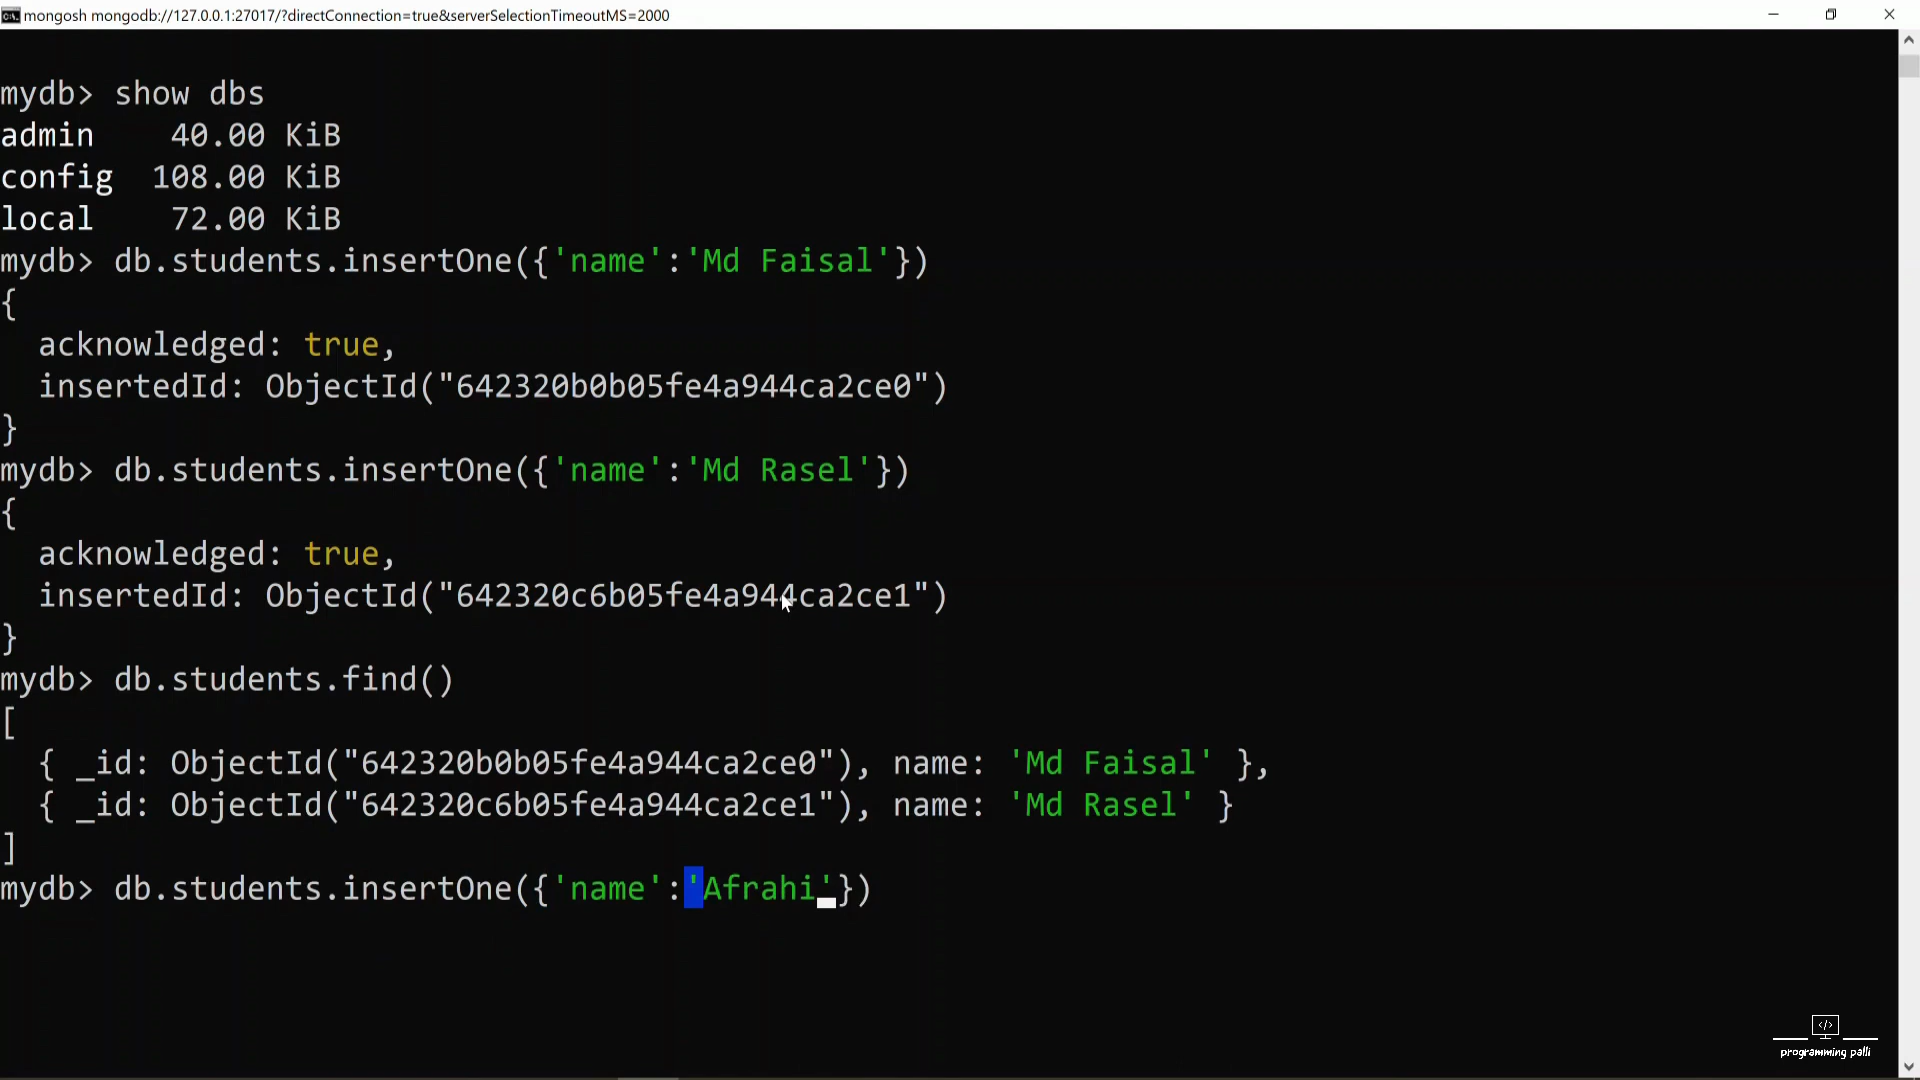 mongosh mongodb://127.0.0.1:27017/?directConnection=true&serverSelectionTimeoutMS=2000
mydb> show dbs
admin    40.00 KiB
config  108.00 KiB
local    72.00 KiB
mydb> db.students.insertOne({'name':'Md Faisal'})
{
  acknowledged: true,
  insertedId: ObjectId("642320b0b05fe4a944ca2ce0")
}
mydb> db.students.insertOne({'name':'Md Rasel'})
{
  acknowledged: true,
  insertedId: ObjectId("642320c6b05fe4a944ca2ce1")
}
mydb> db.students.find()
[
  { _id: ObjectId("642320b0b05fe4a944ca2ce0"), name: 'Md Faisal' },
  { _id: ObjectId("642320c6b05fe4a944ca2ce1"), name: 'Md Rasel' }
]
mydb> db.students.insertOne({'name':'Afrahi'})
</>
programming palli